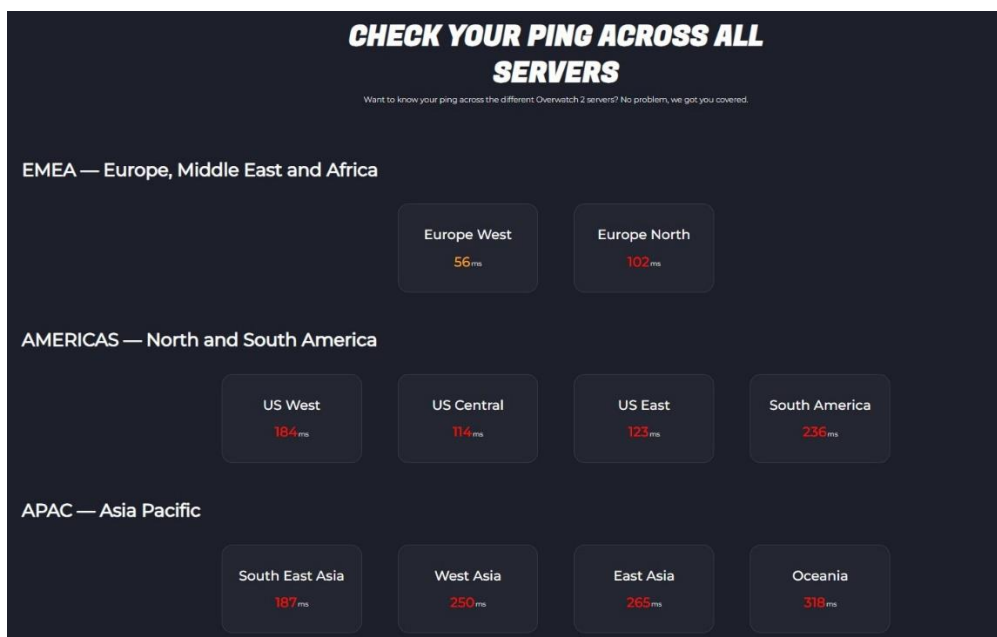 CHECK YOUR PING ACROSS ALL
SERVERS
Want to know your ping across the different Overwatch 2 servers? No problem, we got you covered.
EMEA — Europe, Middle East and Africa
Europe West
56ms
Europe North
102ms
AMERICAS — North and South America
US West
184ms
US Central
114ms
US East
123ms
South America
236ms
APAC — Asia Pacific
South East Asia
187ms
West Asia
250ms
East Asia
265ms
Oceania
318ms